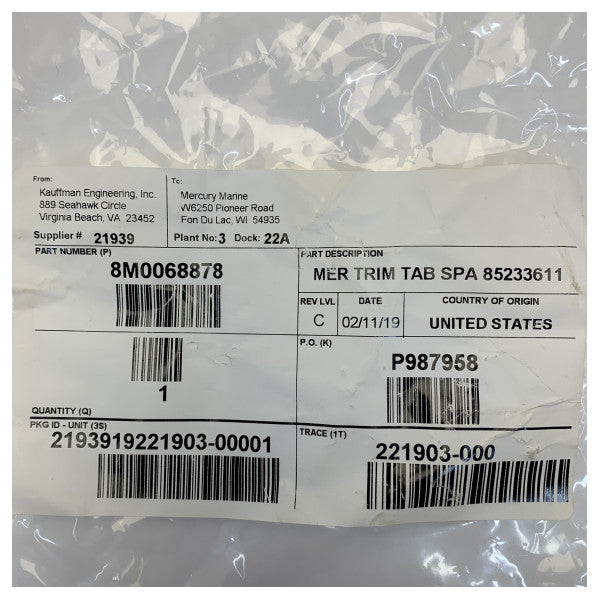 From:
Kauffman Engineering, Inc.
889 Seahawk Circle
Virginia Beach, VA 23452
Supplier # 21939
To:
Mercury Marine
W6250 Pioneer Road
Fon Du Lac, WI 54935
Plant No: 3 Dock: 22A
PART NUMBER (P)
8M0068878
PART DESCRIPTION
MER TRIM TAB SPA 85233611
REV LVL
C
DATE
02/11/19
COUNTRY OF ORIGIN
UNITED STATES
1
QUANTITY (Q)
P.O. (K)
P987958
PKG ID - UNIT (3S)
2193919221903-00001
TRACE (1T)
221903-000